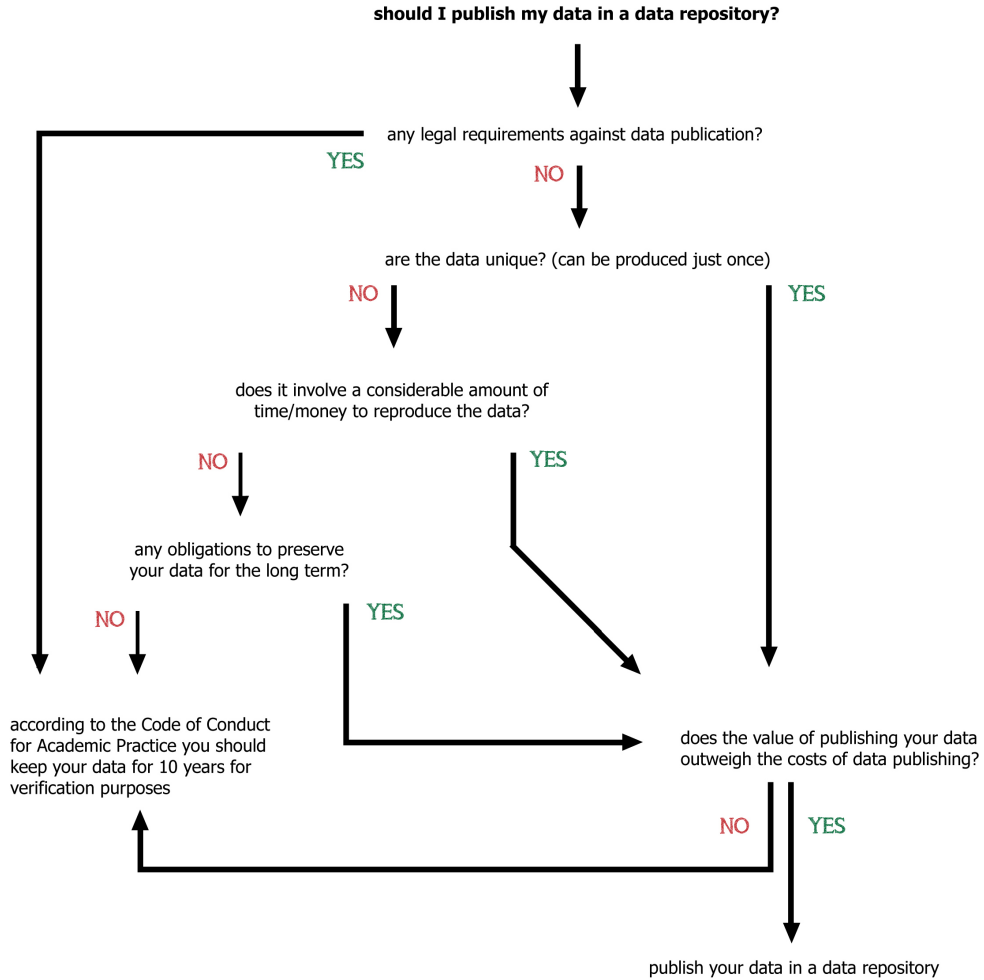 should I publish my data in a data repository?
any legal requirements against data publication?
YES
NO
are the data unique? (can be produced just once)
NO
YES
does it involve a considerable amount of
time/money to reproduce the data?
NO
YES
any obligations to preserve
your data for the long term?
NO
YES
according to the Code of Conduct
for Academic Practice you should
keep your data for 10 years for
verification purposes
does the value of publishing your data
outweigh the costs of data publishing?
NO
YES
publish your data in a data repository